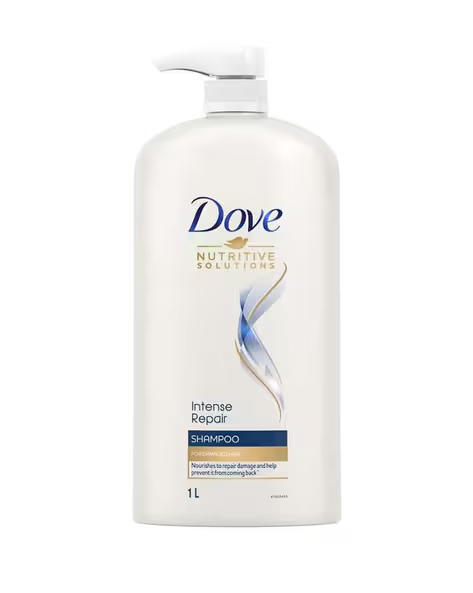 Dove
NUTRITIVE
SOLUTIONS
Intense
Repair
SHAMPOO
FOR DAMAGED HAIR
Nourishes to repair damage and help
prevent it from coming back*
1 L